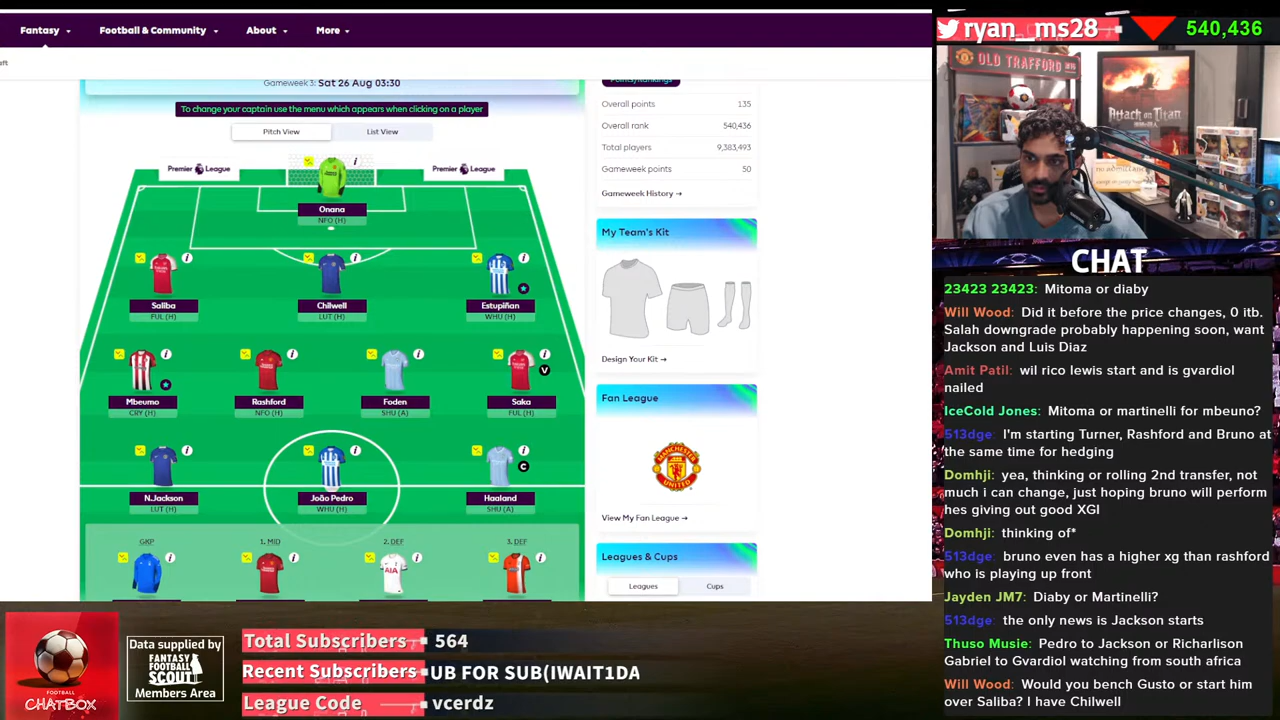 Fantasy
Football & Community
About
More
aft
Gameweek 3: Sat 26 Aug 03:30
To change your captain use the menu which appears when clicking on a player
Pitch View
List View
Premier League
Premier League
Onana
NFO (H)
Saliba
FUL (H)
Chilwell
LUT (H)
Estupiñan
WHU (H)
Mbeumo
CRY (H)
Rashford
NFO (H)
Foden
SHU (A)
V
Saka
FUL (H)
N.Jackson
LUT (H)
João Pedro
WHU (H)
C
Haaland
SHU (A)
GKP
1. MID
2. DEF
3. DEF
AIA
Points/Rankings
Overall points 135
Overall rank 540,436
Total players 9,383,493
Gameweek points 50
Gameweek History →
My Team's Kit
Design Your Kit →
Fan League
MANCHESTER
UNITED
View My Fan League →
Leagues & Cups
Leagues
Cups
ryan_ms28
540,436
OLD TRAFFORD
Attack on Titan
CHAT
23423 23423: Mitoma or diaby
Will Wood: Did it before the price changes, 0 itb.
Salah downgrade probably happening soon, want
Jackson and Luis Diaz
Amit Patil: wil rico lewis start and is gvardiol
nailed
IceCold Jones: Mitoma or martinelli for mbeuno?
513dge: I'm starting Turner, Rashford and Bruno at
the same time for hedging
Domhji: yea, thinking or rolling 2nd transfer, not
much i can change, just hoping bruno will perform
hes giving out good XGI
Domhji: thinking of*
513dge: bruno even has a higher xg than rashford
who is playing up front
Jayden JM7: Diaby or Martinelli?
513dge: the only news is Jackson starts
Thuso Musie: Pedro to Jackson or Richarlison
Gabriel to Gvardiol watching from south africa
Will Wood: Would you bench Gusto or start him
over Saliba? I have Chilwell
FOOTBALL
CHATBOX
Data supplied by
FANTASY
FOOTBALL
SCOUT
Members Area
Total Subscribers 564
Recent Subscribers UB FOR SUB(IWAIT1DA
League Code vcerdz